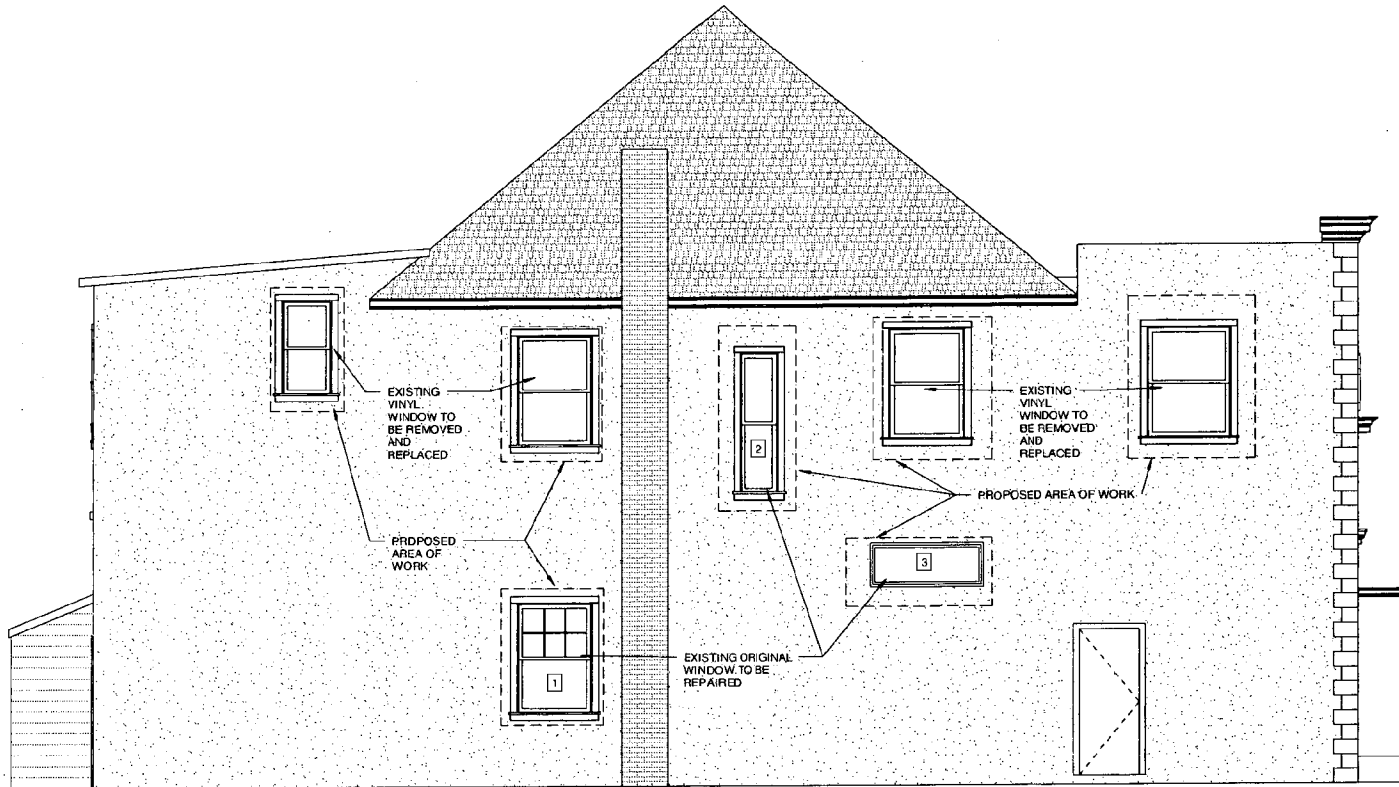 EXISTING
VINYL
WINDOW TO
BE REMOVED
AND
REPLACED
EXISTING
VINYL
WINDOW TO
BE REMOVED
AND
REPLACED
2
PROPOSED AREA OF WORK
PROPOSED
AREA OF
WORK
3
EXISTING ORIGINAL
WINDOW TO BE
REPAIRED
1